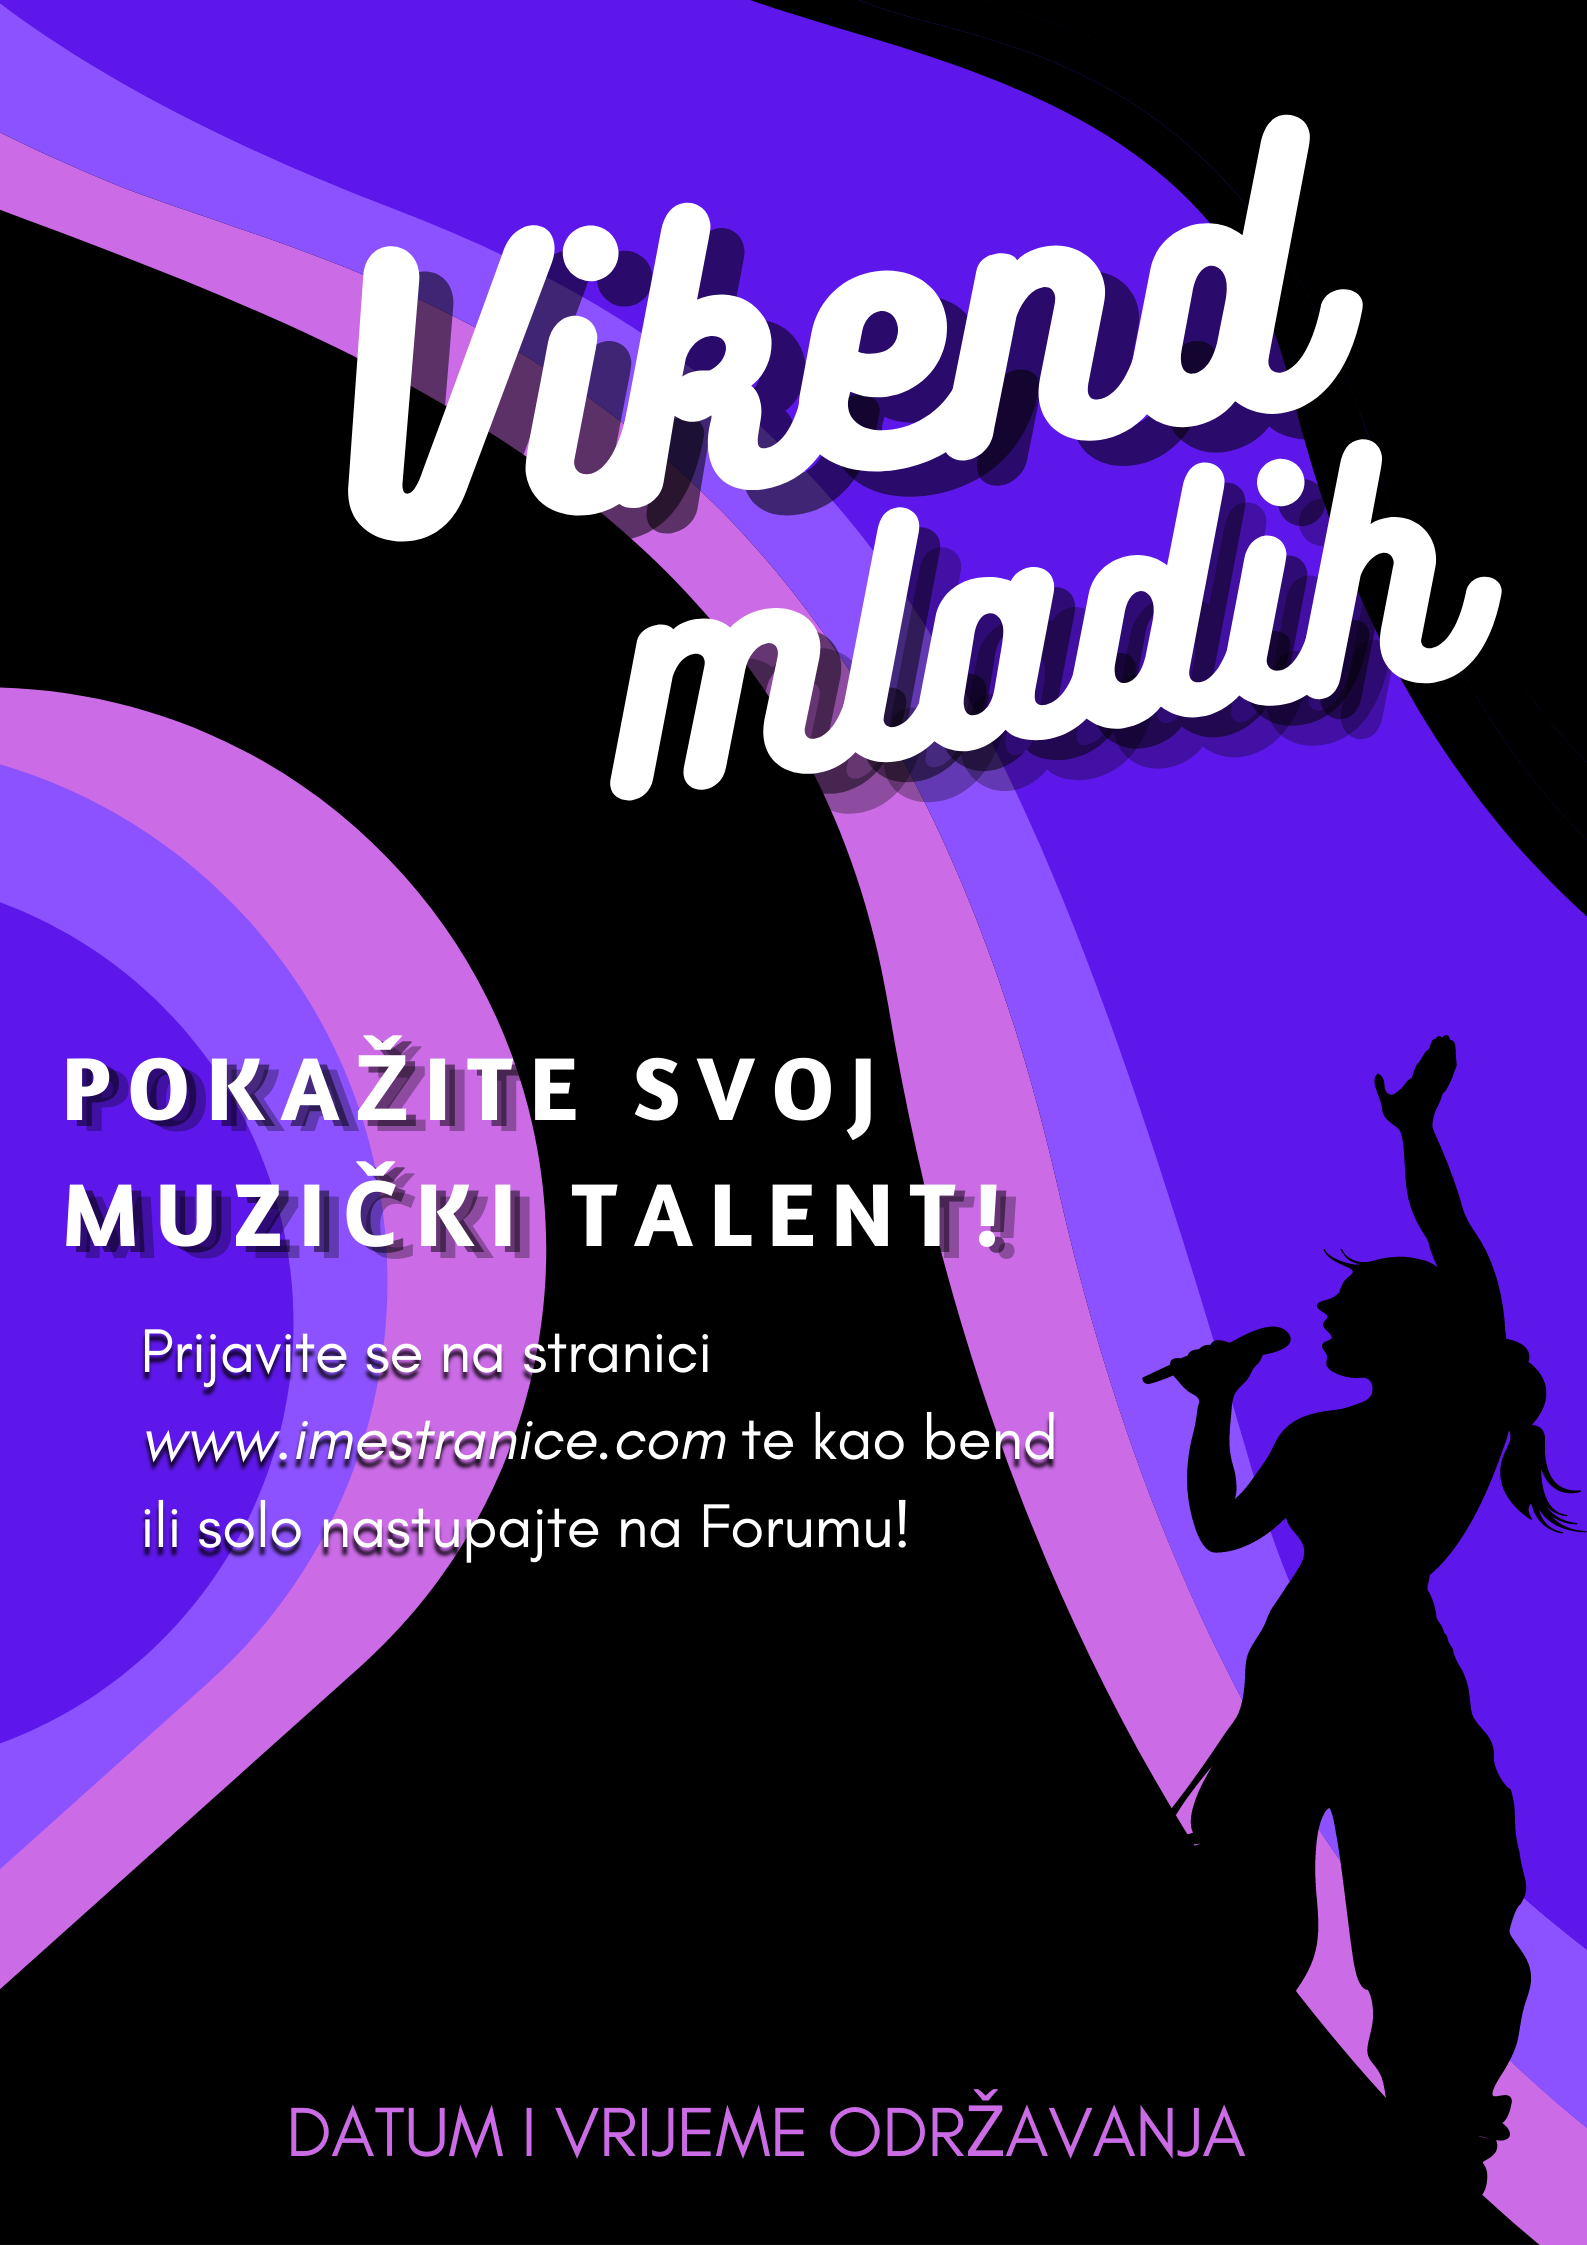 Vikend
mladih
POKAŽITE SVOJ
MUZIČKI TALENT!
Prijavite se na stranici
www.imestranice.com te kao bend
ili solo nastupajte na Forumu!
DATUM I VRIJEME ODRŽAVANJA